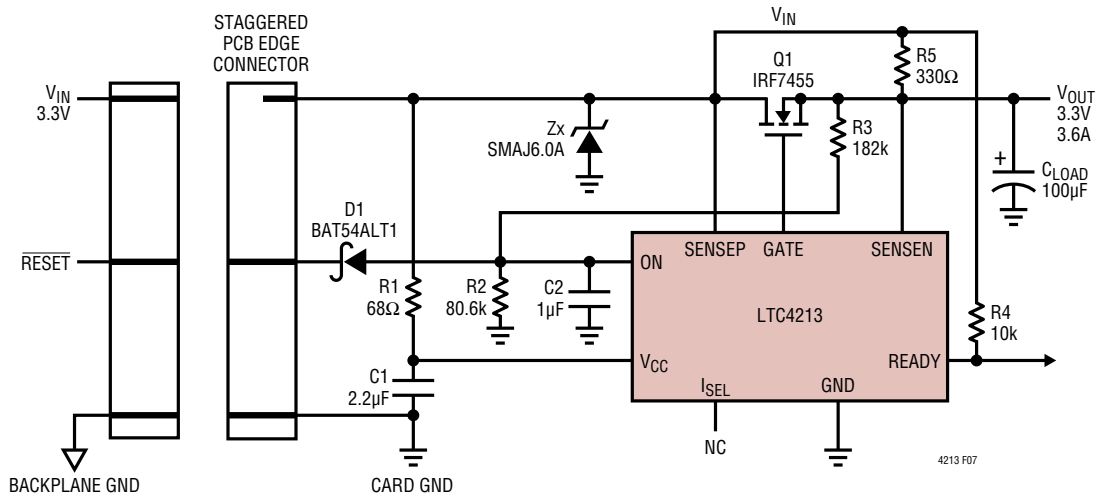 STAGGERED
PCB EDGE
CONNECTOR
VIN
3.3V
RESET
BACKPLANE GND
D1
BAT54ALT1
R1
68Ω
R2
80.6k
C2
1µF
C1
2.2µF
CARD GND
Zx
SMAJ6.0A
VIN
Q1
IRF7455
R5
330Ω
R3
182k
VOUT
3.3V
3.6A
+
CLOAD
100µF
SENSEP
GATE
SENSEN
ON
LTC4213
VCC
ISEL
GND
READY
R4
10k
NC
4213 F07